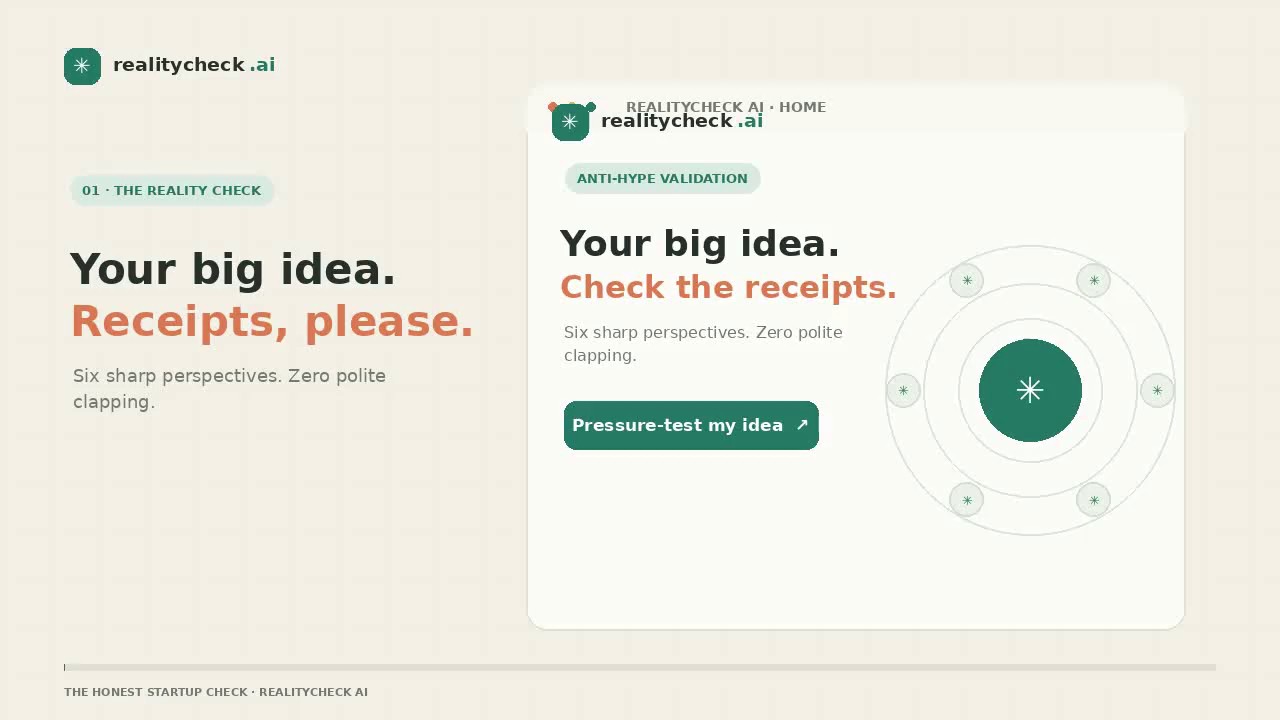 realitycheck.ai
01 · THE REALITY CHECK
Your big idea.
Receipts, please.
Six sharp perspectives. Zero polite
clapping.
REALITYCHECK AI · HOME
realitycheck.ai
ANTI-HYPE VALIDATION
Your big idea.
Check the receipts.
Six sharp perspectives. Zero polite
clapping.
Pressure-test my idea ↗
THE HONEST STARTUP CHECK · REALITYCHECK AI